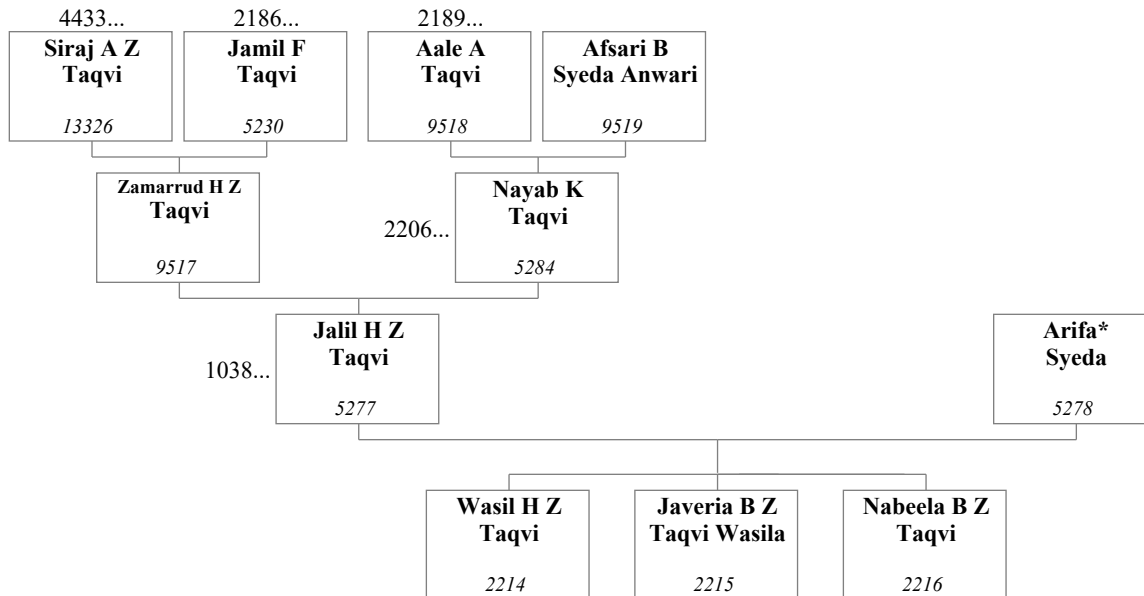 4433... 2186... 2189...
Siraj A Z Jamil F Aale A Afsari B
Taqvi Taqvi Taqvi Syeda Anwari
13326 5230 9518 9519
Zamarrud H Z Nayab K
Taqvi Taqvi
2206...
9517 5284
Jalil H Z Arifa*
Taqvi Syeda
1038...
5277 5278
Wasil H Z Javeria B Z Nabeela B Z
Taqvi Taqvi Wasila Taqvi
2214 2215 2216